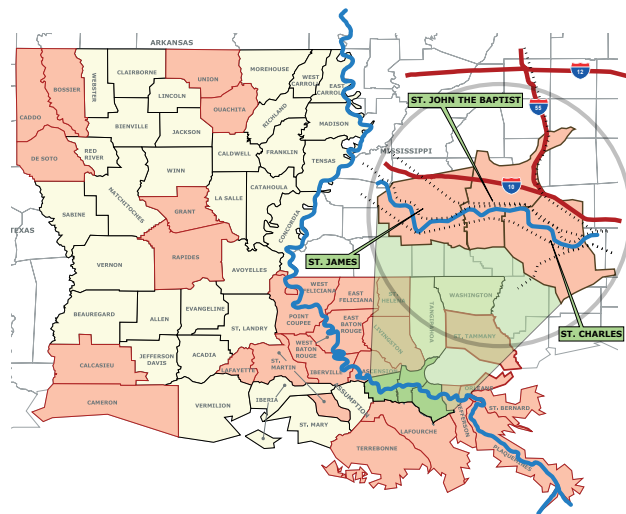 ARKANSAS
12
CLAIRBORNE
UNION
MOREHOUSE
WEST
CARROLL
EAST
CARROLL
BOSSIER
WEBSTER
LINCOLN
OUACHITA
RICHLAND
MADISON
CADDO
BIENVILLE
JACKSON
ST. JOHN THE BAPTIST
55
DE SOTO
RED
RIVER
CALDWELL
FRANKLIN
TENSAS
MISSISSIPPI
WINN
NATCHITOCHES
LA SALLE
CATAHOULA
10
SABINE
GRANT
CONCORDIA
TEXAS
VERNON
RAPIDES
AVOYELLES
ST. JAMES
WEST
FELICIANA
EAST
FELICIANA
ST.
HELENA
WASHINGTON
BEAUREGARD
ALLEN
EVANGELINE
ST. LANDRY
POINT
COUPEE
EAST
BATON
ROUGE
LIVINGSTON
TANGIPAHOA
ST. TAMMANY
ST. CHARLES
WEST
BATON
ROUGE
CALCASIEU
JEFFERSON
DAVIS
ACADIA
LAFAYETTE
ST.
MARTIN
IBERVILLE
ASCENSION
ORLEANS
CAMERON
VERMILION
IBERIA
ASSUMPTION
ST. MARY
ST. BERNARD
JEFFERSON
LAFOURCHE
TERREBONNE
PLAQUEMINES